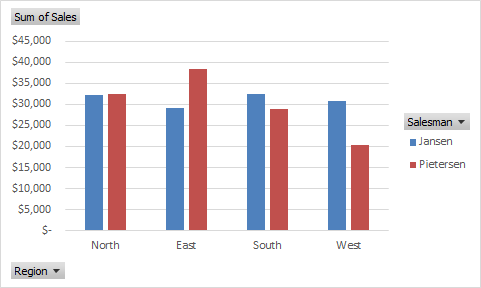 Sum of Sales
$45,000
$40,000
$35,000
$30,000
$25,000
$20,000
$15,000
$10,000
$5,000
$-
North East South West
Salesman
Jansen
Pietersen
Region